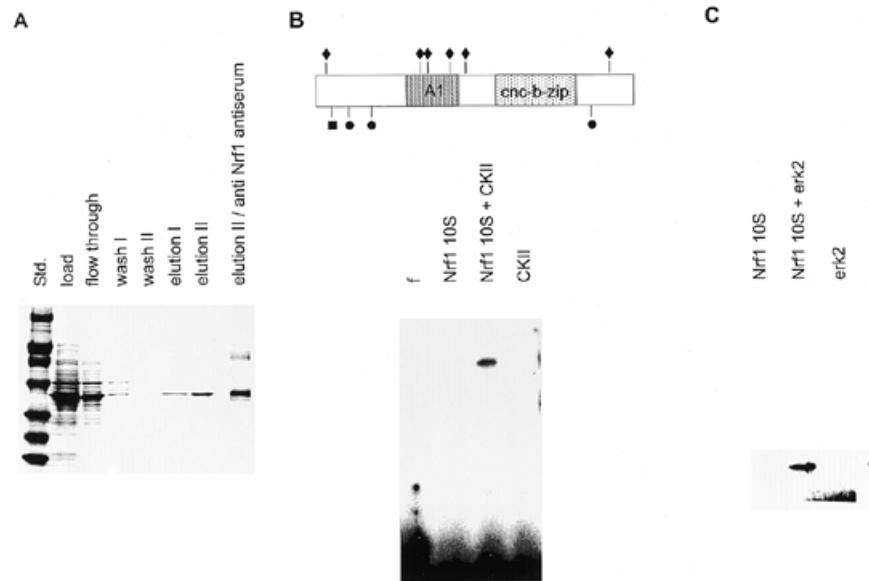 A
B
C
A1
cnc-b-zip
Std.
load
flow through
wash I
wash II
elution I
elution II
elution II / anti Nrf1 antiserum
f
Nrf1 10S
Nrf1 10S + CKII
CKII
Nrf1 10S
Nrf1 10S + erk2
erk2